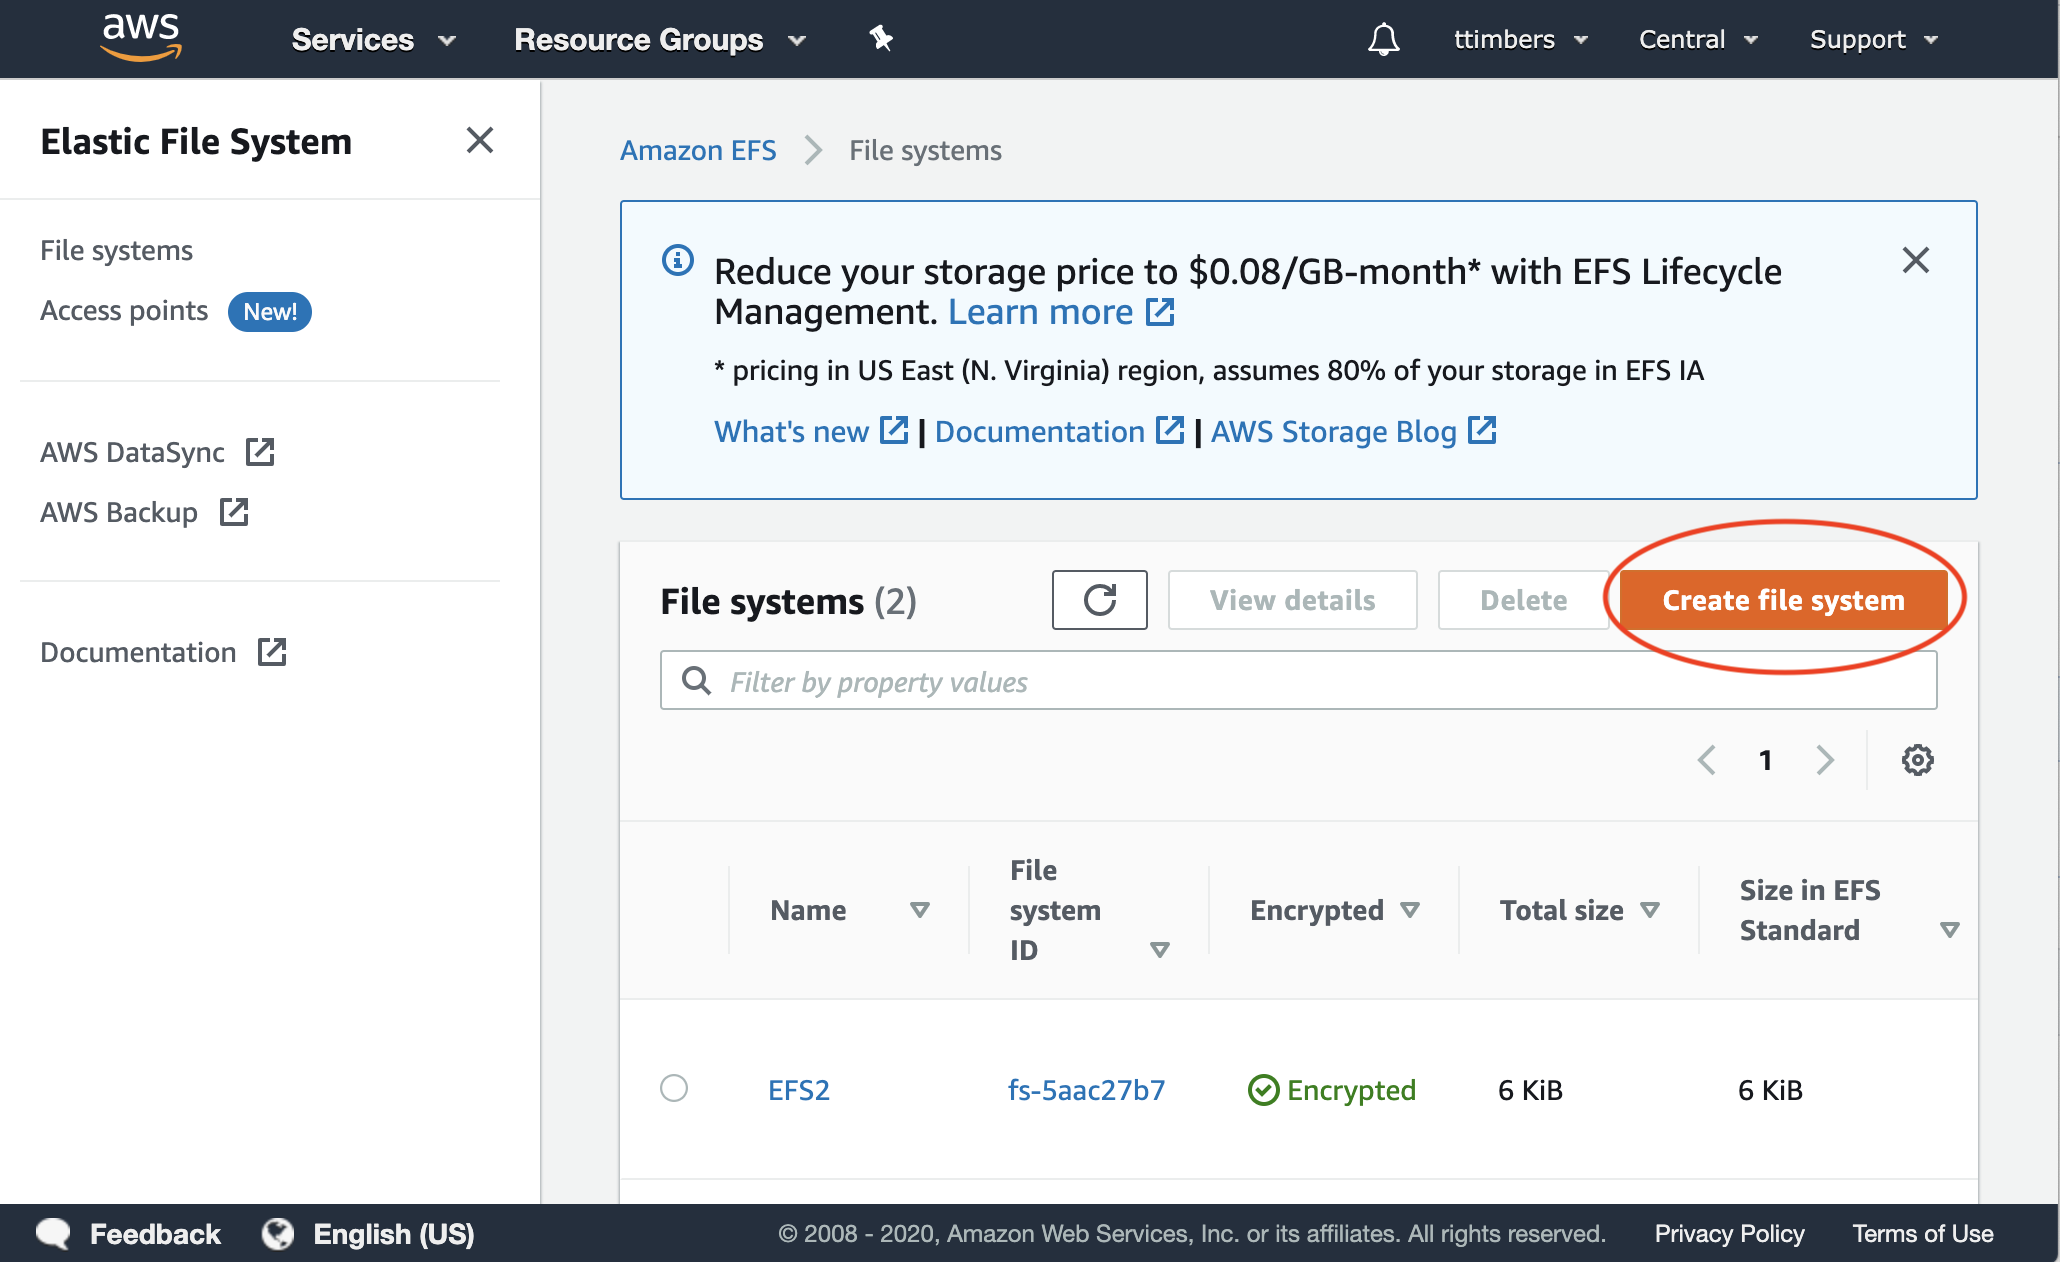 aws
Services
Resource Groups
ttimbers
Central
Support
Elastic File System
File systems
Access points New!
AWS DataSync
AWS Backup
Documentation
Amazon EFS
File systems
Reduce your storage price to $0.08/GB-month* with EFS Lifecycle
Management. Learn more
* pricing in US East (N. Virginia) region, assumes 80% of your storage in EFS IA
What's new | Documentation | AWS Storage Blog
File systems (2)
View details
Delete
Create file system
Filter by property values
1
Name
File
system
ID
Encrypted
Total size
Size in EFS
Standard
EFS2
fs-5aac27b7
Encrypted
6 KiB
6 KiB
Feedback
English (US)
© 2008 - 2020, Amazon Web Services, Inc. or its affiliates. All rights reserved.
Privacy Policy
Terms of Use